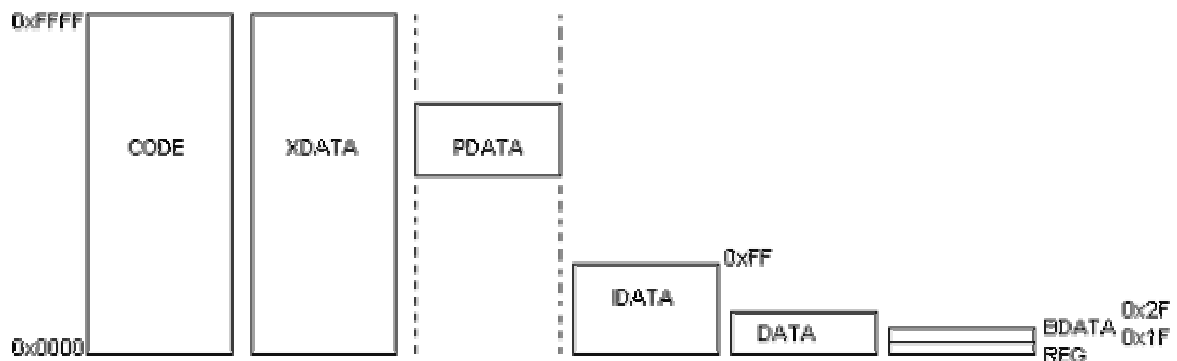 0xFFFF
CODE
XDATA
PDATA
0xFF
IDATA
DATA
BDATA
0x2F
0x1F
REG
0x0000